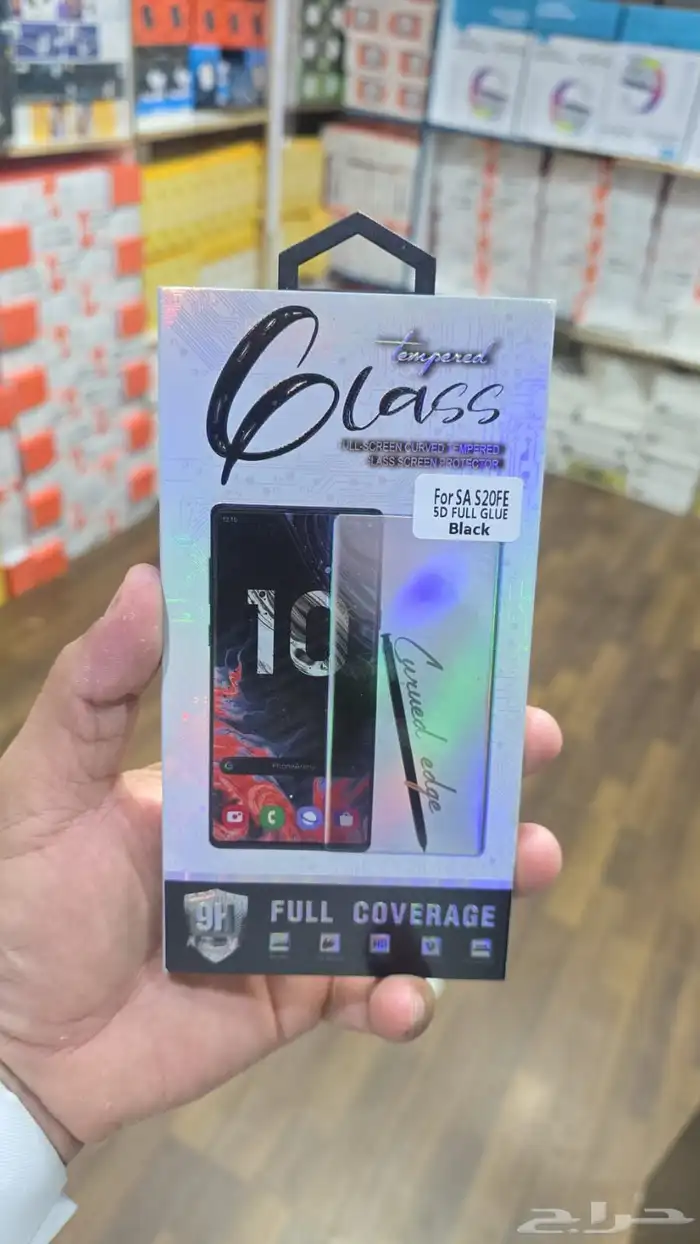 tempered
Glass
ULL-SCREEN CURVED TEMPERED
GLASS SCREEN PROTECTOR
For SA S20FE
5D FULL GLUE
Black
10
Curved edge
9H
FULL COVERAGE
HD
حراج